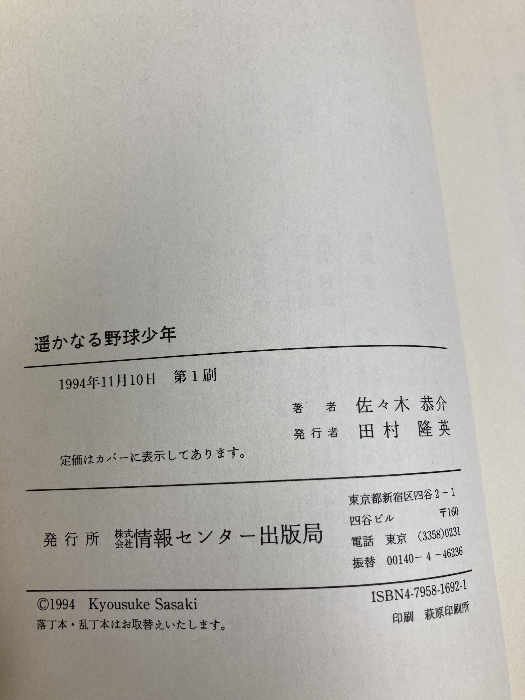 遥かなる野球少年
1994年11月10日 第1刷
著 者 佐々木 恭介
発行者 田村 隆英
定価はカバーに表示してあります。
発行所 株式会社 情報センター出版局
東京都新宿区四谷2-1
四谷ビル 〒160
電話 東京 (3358)0231
振替 00140-4-46236
©1994 Kyousuke Sasaki
ISBN4-7958-1692-1
落丁本・乱丁本はお取替えいたします。
印刷 萩原印刷所